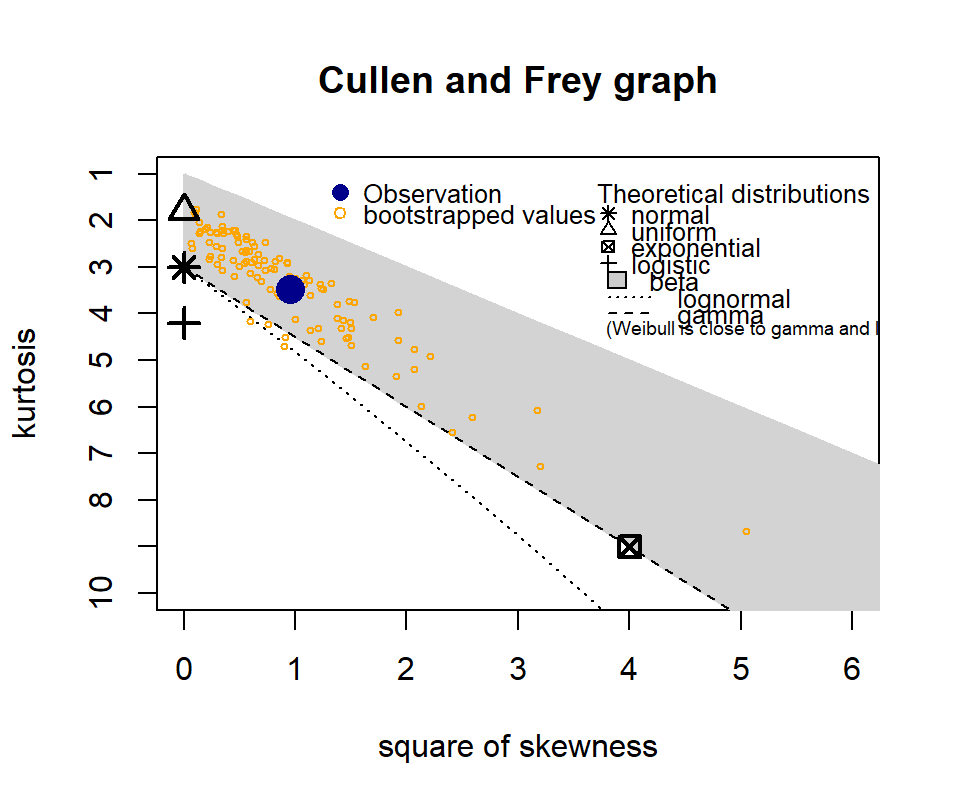 Cullen and Frey graph
Observation
bootstrapped values
Theoretical distributions
normal
uniform
exponential
logistic
beta
lognormal
gamma
(Weibull is close to gamma and l
kurtosis
1
2
3
4
5
6
7
8
10
0 1 2 3 4 5 6
square of skewness